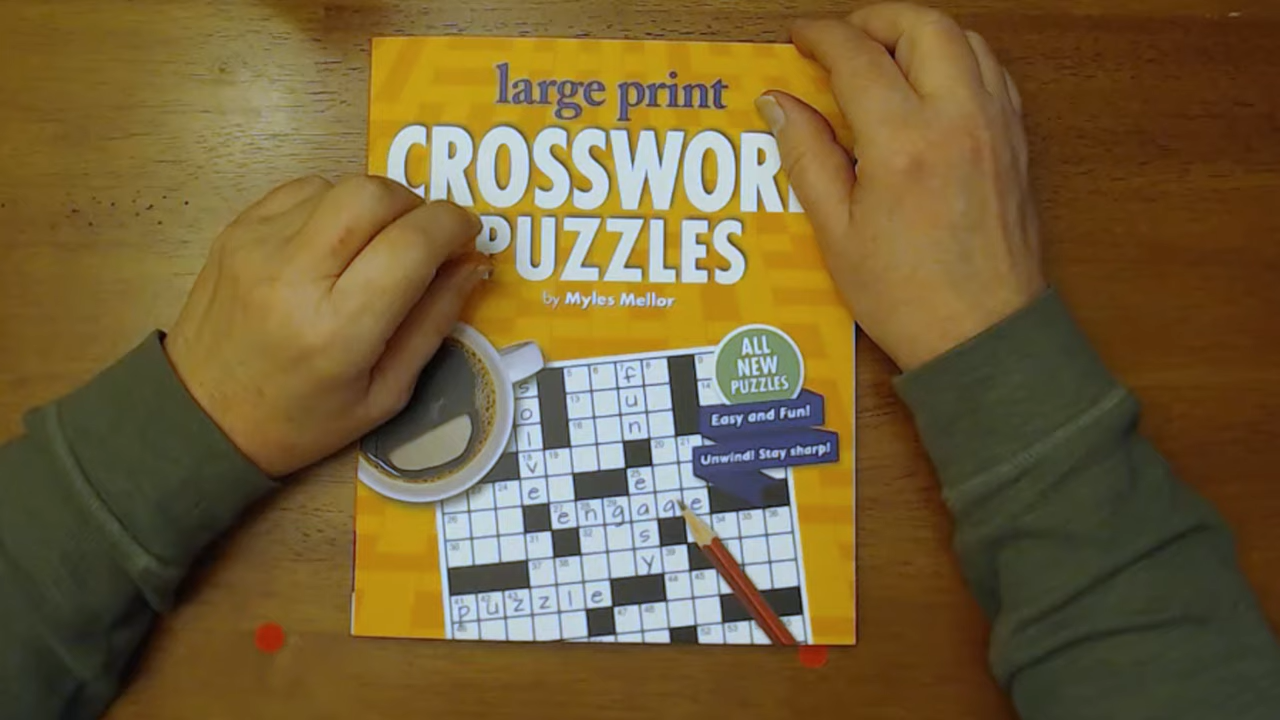 large print
CROSSWOR
PUZZLES
by Myles Mellor
ALL
NEW
PUZZLES
Easy and Fun!
Unwind! Stay sharp!
fun
solve
engage
easy
puzzle